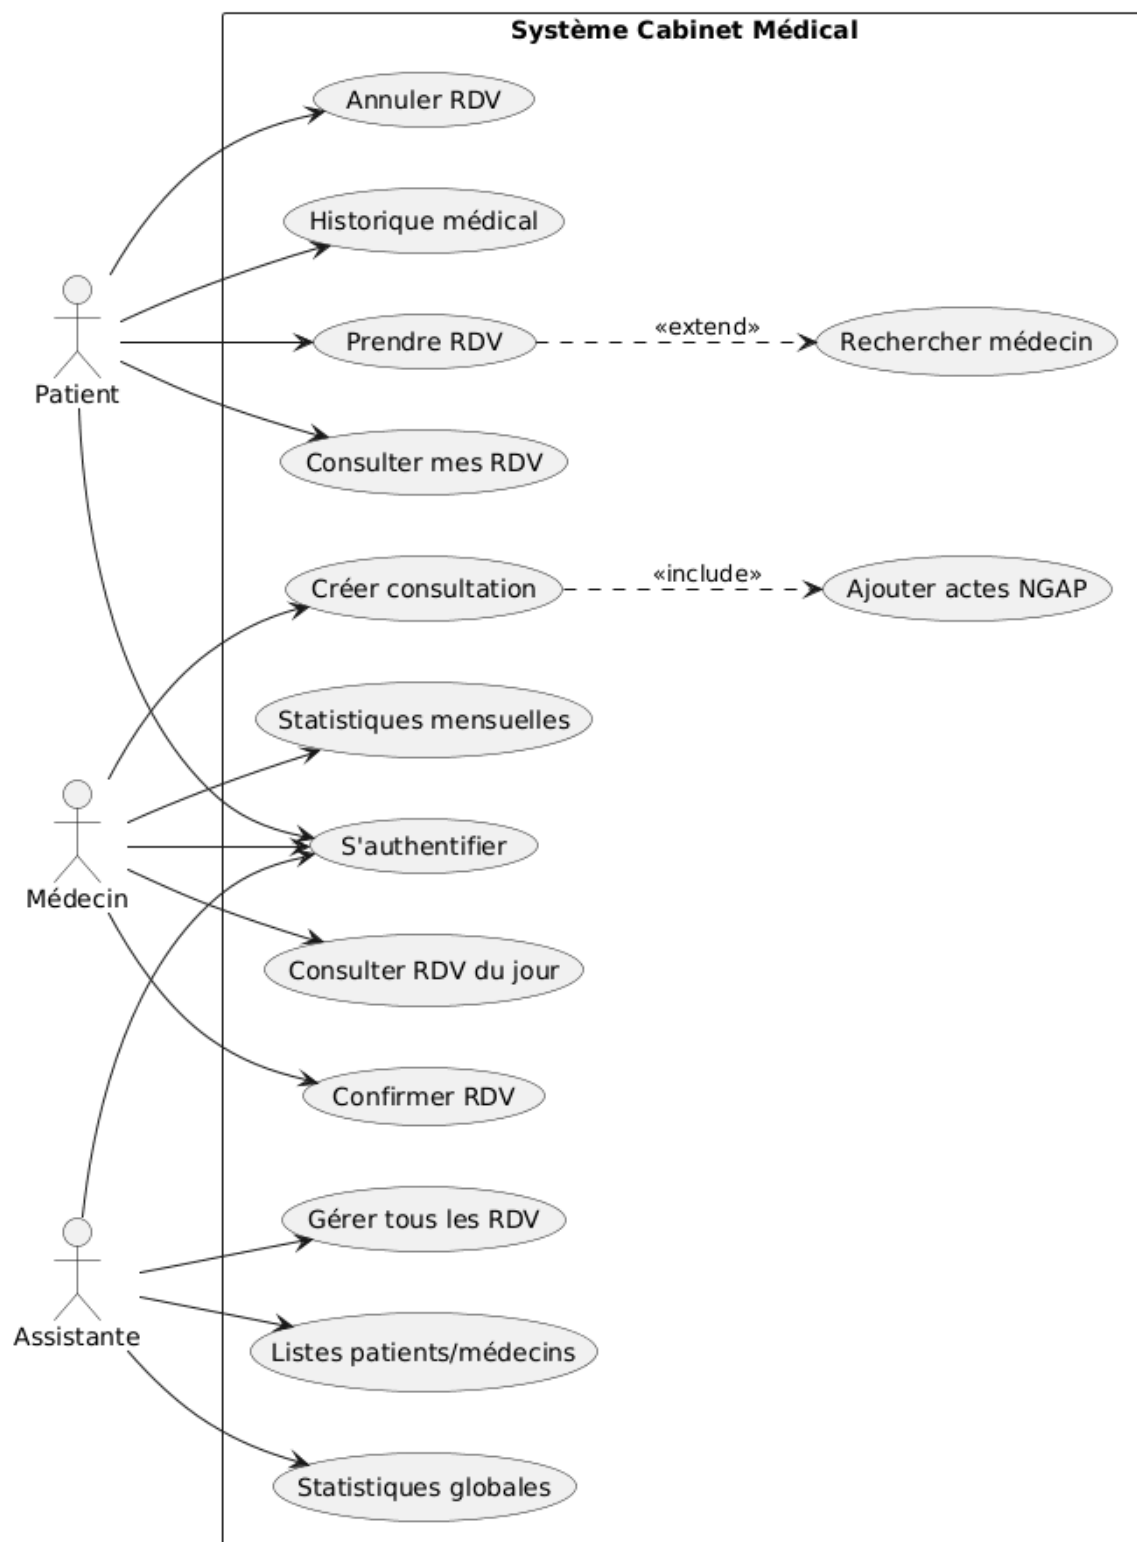 Système Cabinet Médical
Annuler RDV
Historique médical
Prendre RDV
«extend»
Rechercher médecin
Patient
Consulter mes RDV
Créer consultation
«include»
Ajouter actes NGAP
Statistiques mensuelles
S'authentifier
Médecin
Consulter RDV du jour
Confirmer RDV
Gérer tous les RDV
Assistante
Listes patients/médecins
Statistiques globales